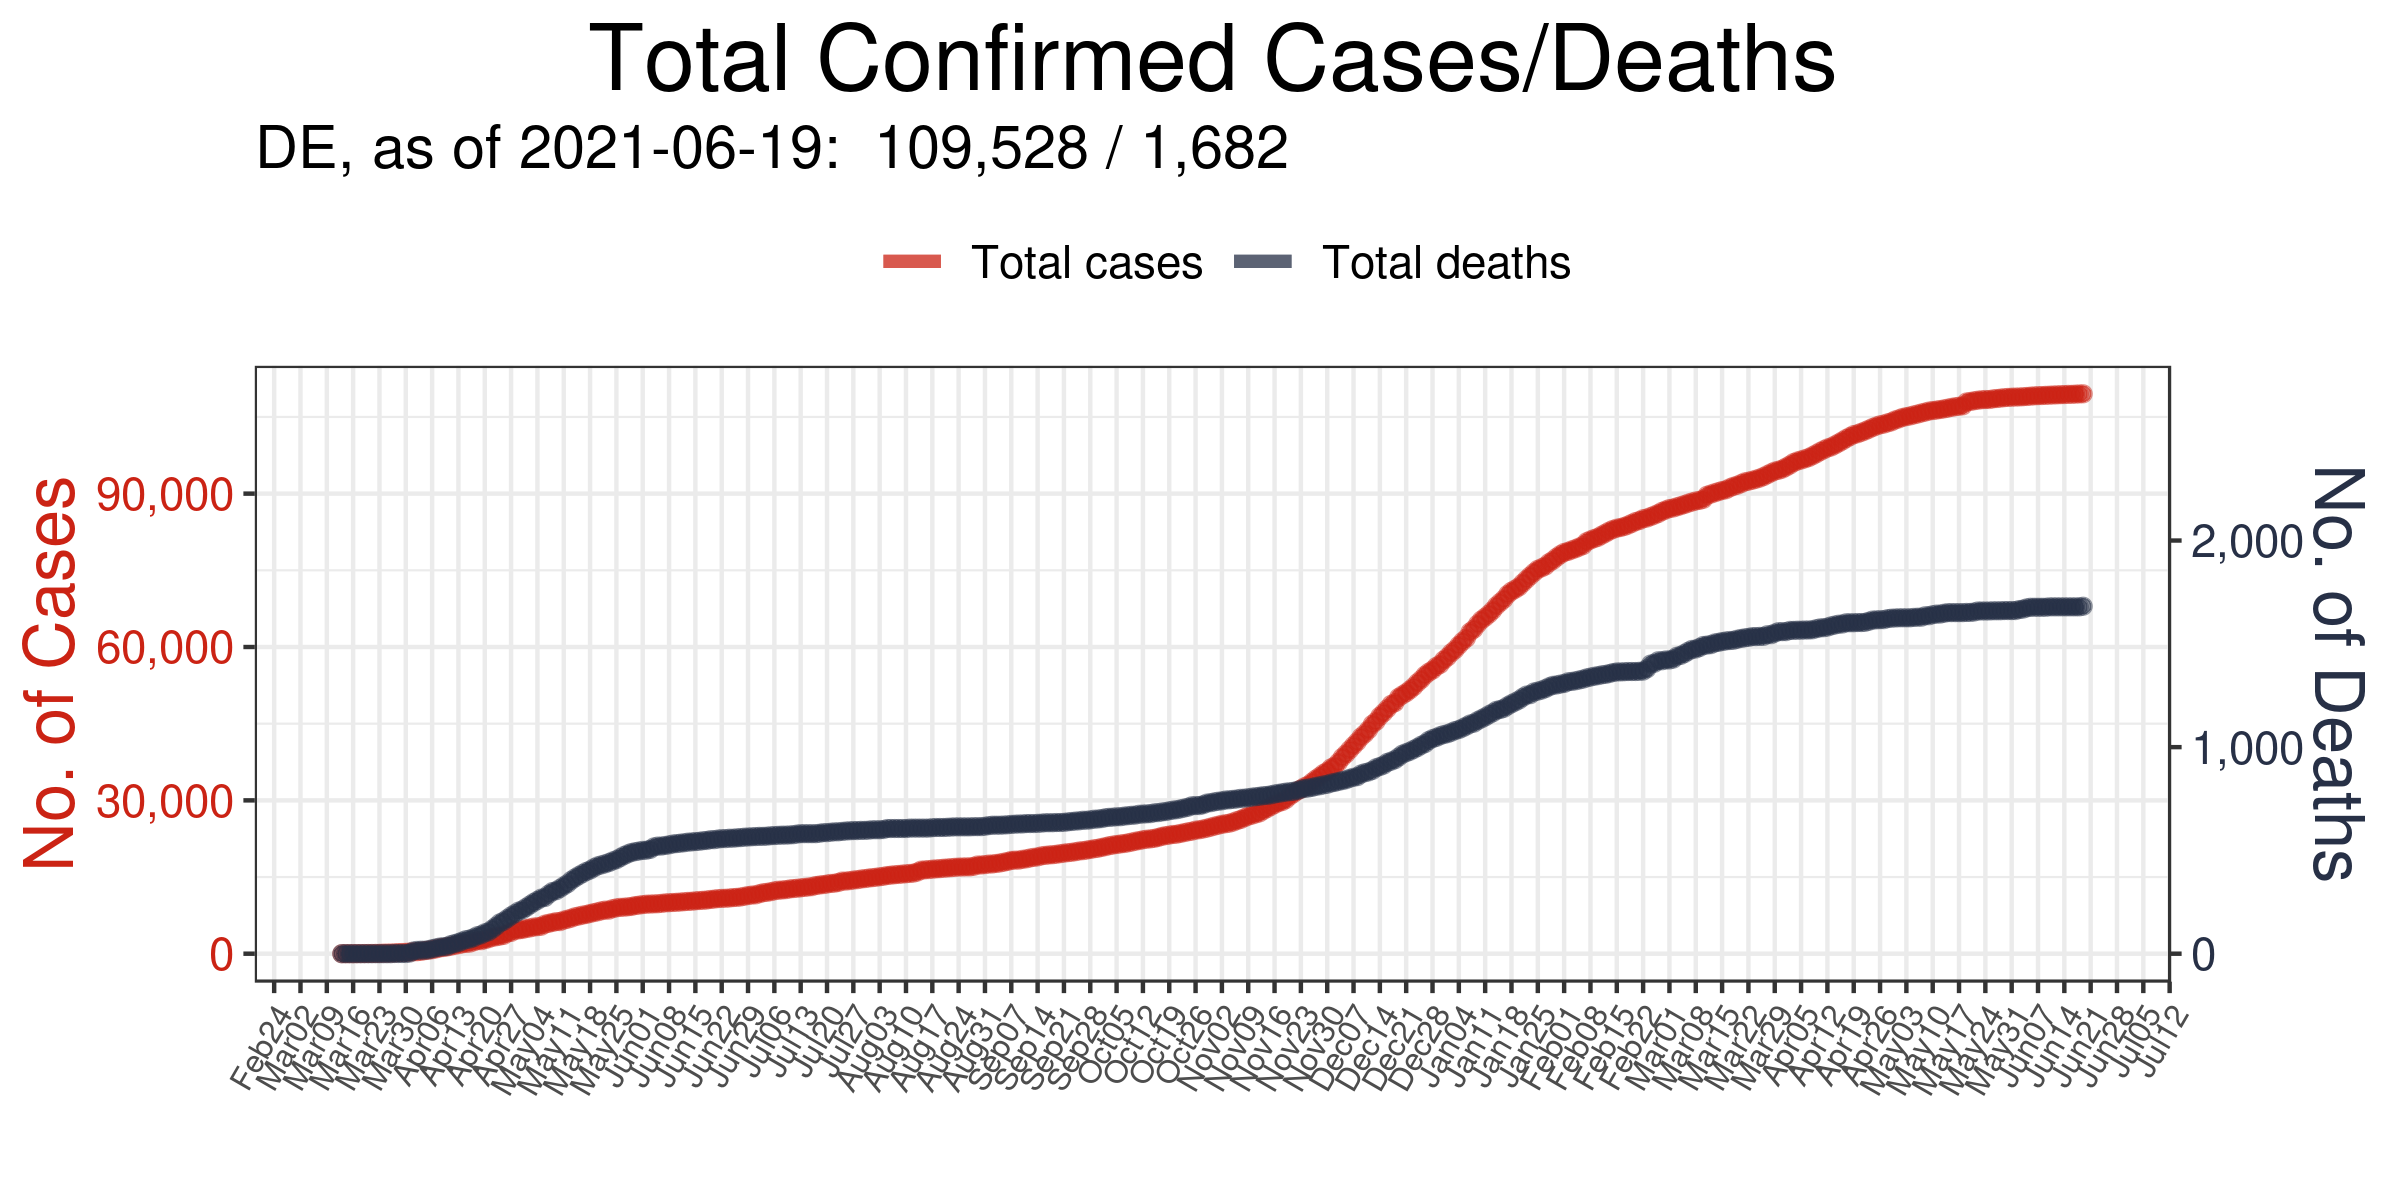 Total Confirmed Cases/Deaths
DE, as of 2021-06-19:  109,528 / 1,682
Total cases
Total deaths
No. of Cases
90,000
60,000
30,000
0
2,000
1,000
0
No. of Deaths
Feb24
Mar02
Mar09
Mar16
Mar23
Mar30
Apr06
Apr13
Apr20
Apr27
May04
May11
May18
May25
Jun01
Jun08
Jun15
Jun22
Jun29
Jul06
Jul13
Jul20
Jul27
Aug03
Aug10
Aug17
Aug24
Aug31
Sep07
Sep14
Sep21
Sep28
Oct05
Oct12
Oct19
Oct26
Nov02
Nov09
Nov16
Nov23
Nov30
Dec07
Dec14
Dec21
Dec28
Jan04
Jan11
Jan18
Jan25
Feb01
Feb08
Feb15
Feb22
Mar01
Mar08
Mar15
Mar22
Mar29
Apr05
Apr12
Apr19
Apr26
May03
May10
May17
May24
May31
Jun07
Jun14
Jun21
Jun28
Jul05
Jul12